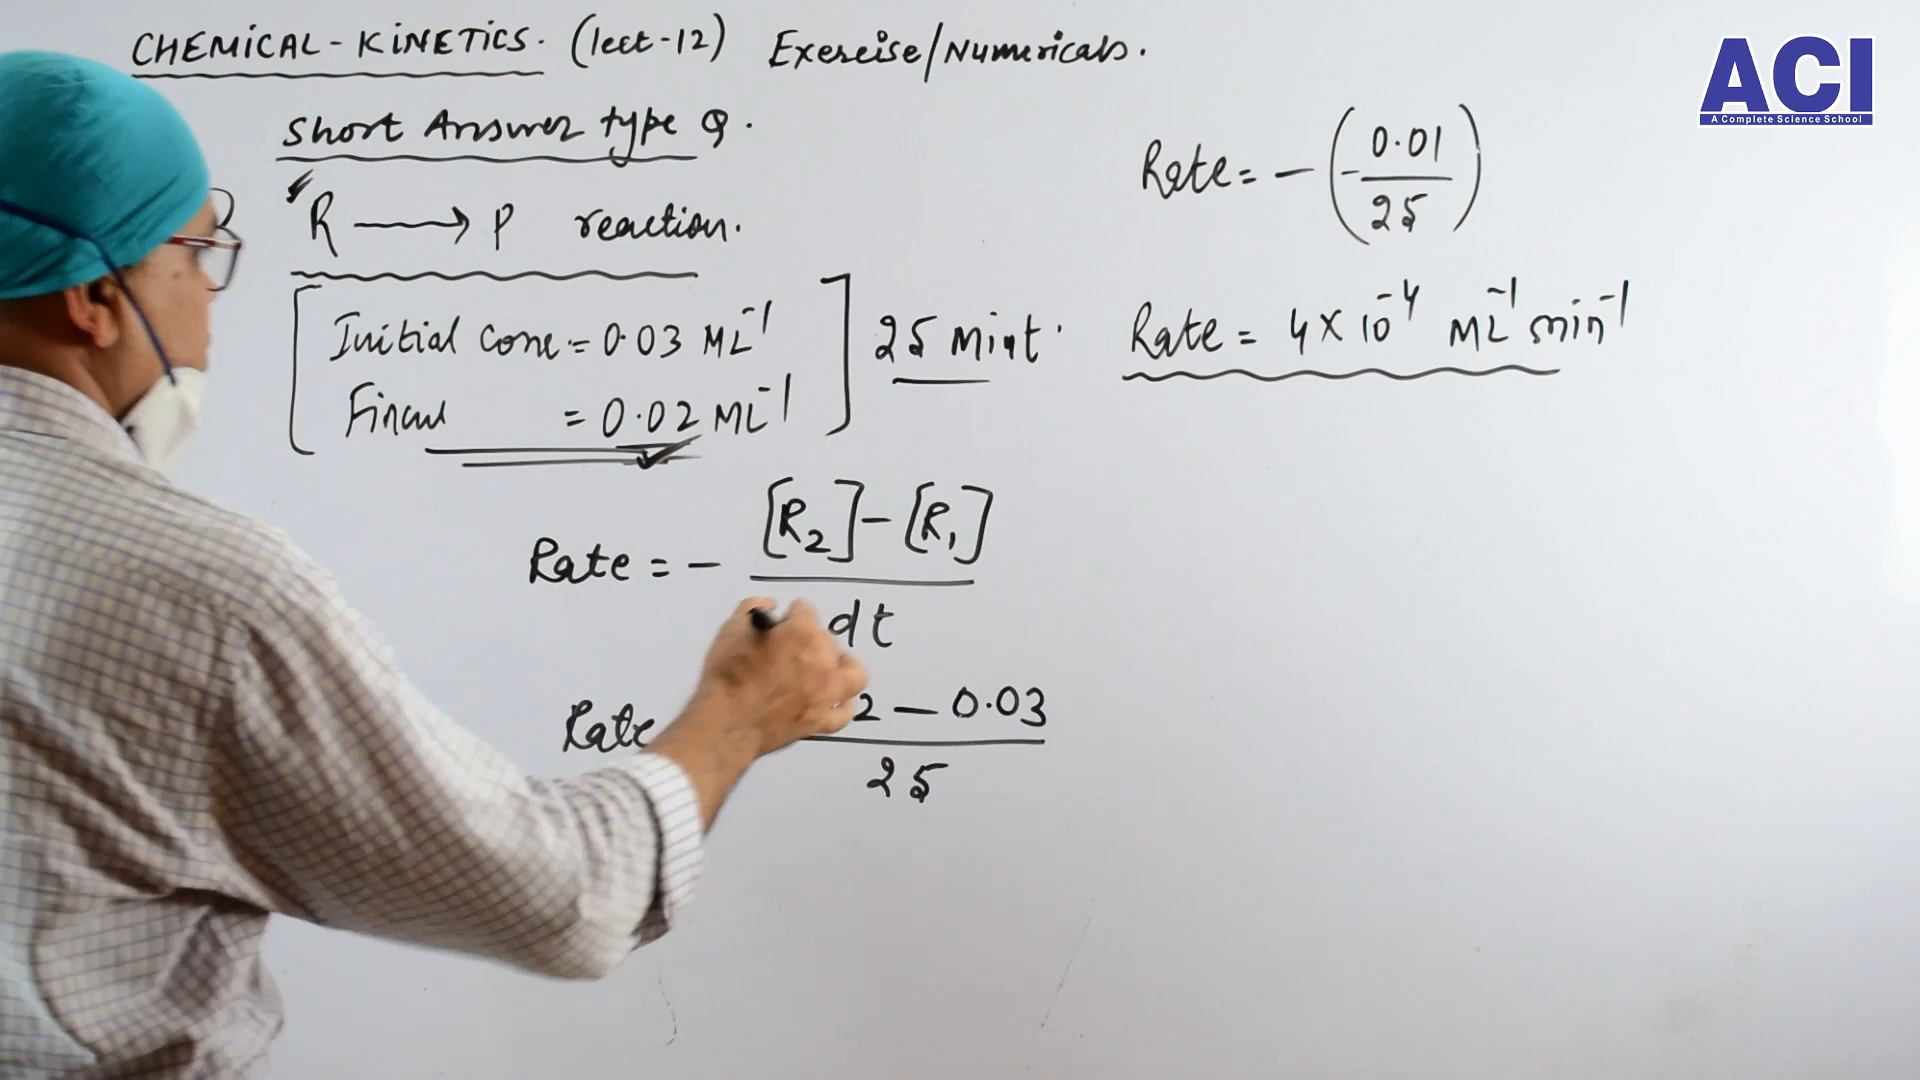 CHEMICAL-KINETICS. (lect-12) Exercise/Numericals.
Short Answer type Q.
R ⟶ P reaction.
Initial Conc = 0.03 ML⁻¹
Final = 0.02 ML⁻¹
25 Mint.
Rate = - [R₂]-[R₁]
dt
Rate 2 - 0.03
25
Rate = - (-0.01
25)
Rate = 4 × 10⁻⁴ ML⁻¹ min⁻¹
ACI
A Complete Science School